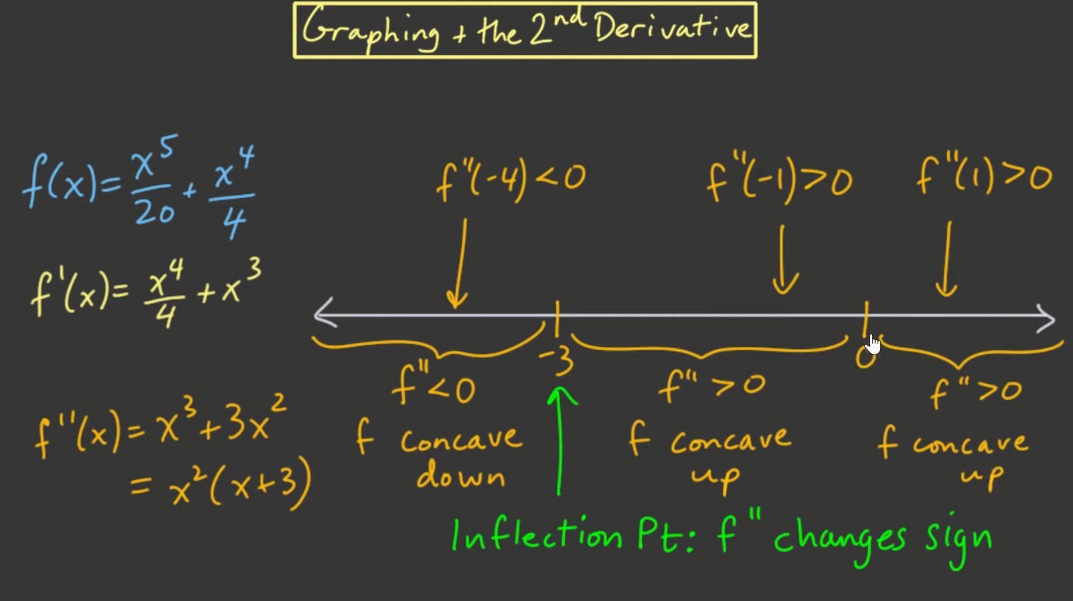 Graphing + the 2nd Derivative
f(x) = x^5/20 + x^4/4
f'(x) = x^4/4 + x^3
f''(x) = x^3 + 3x^2
= x^2(x+3)
f''(-4) < 0
f''(-1) > 0
f''(1) > 0
-3
0
f'' < 0
f concave
down
f'' > 0
f concave
up
f'' > 0
f concave
up
Inflection Pt: f'' changes sign